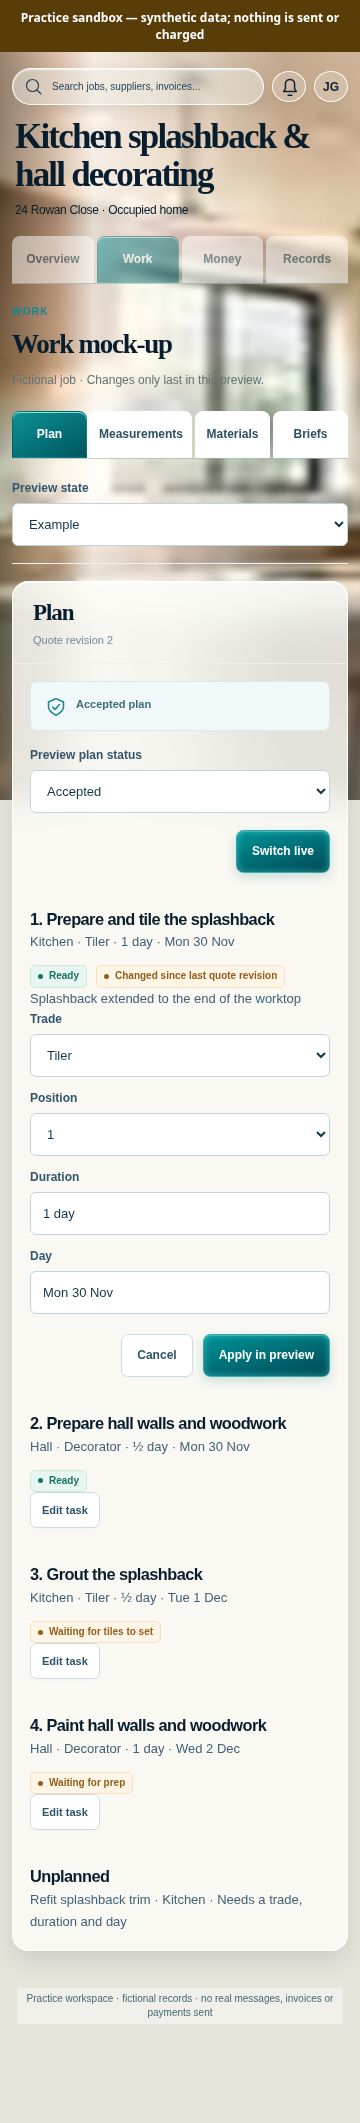 Practice sandbox — synthetic data; nothing is sent or
charged
Search jobs, suppliers, invoices...
JG
Kitchen splashback &
hall decorating
24 Rowan Close · Occupied home
Overview
Work
Money
Records
WORK
Work mock-up
Fictional job · Changes only last in this preview.
Plan
Measurements
Materials
Briefs
Preview state
Example
Plan
Quote revision 2
Accepted plan
Preview plan status
Accepted
Switch live
1. Prepare and tile the splashback
Kitchen · Tiler · 1 day · Mon 30 Nov
Ready
Changed since last quote revision
Splashback extended to the end of the worktop
Trade
Tiler
Position
1
Duration
1 day
Day
Mon 30 Nov
Cancel
Apply in preview
2. Prepare hall walls and woodwork
Hall · Decorator · ½ day · Mon 30 Nov
Ready
Edit task
3. Grout the splashback
Kitchen · Tiler · ½ day · Tue 1 Dec
Waiting for tiles to set
Edit task
4. Paint hall walls and woodwork
Hall · Decorator · 1 day · Wed 2 Dec
Waiting for prep
Edit task
Unplanned
Refit splashback trim · Kitchen · Needs a trade,
duration and day
Practice workspace · fictional records · no real messages, invoices or
payments sent